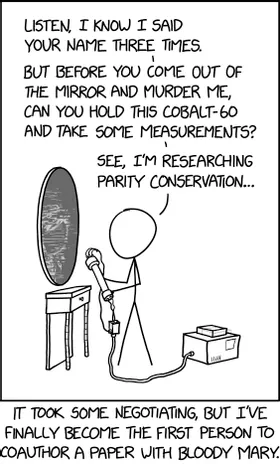 LISTEN, I KNOW I SAID
YOUR NAME THREE TIMES.
BUT BEFORE YOU COME OUT OF
THE MIRROR AND MURDER ME,
CAN YOU HOLD THIS COBALT-60
AND TAKE SOME MEASUREMENTS?
SEE, I'M RESEARCHING
PARITY CONSERVATION...
IT TOOK SOME NEGOTIATING, BUT I'VE
FINALLY BECOME THE FIRST PERSON TO
COAUTHOR A PAPER WITH BLOODY MARY.